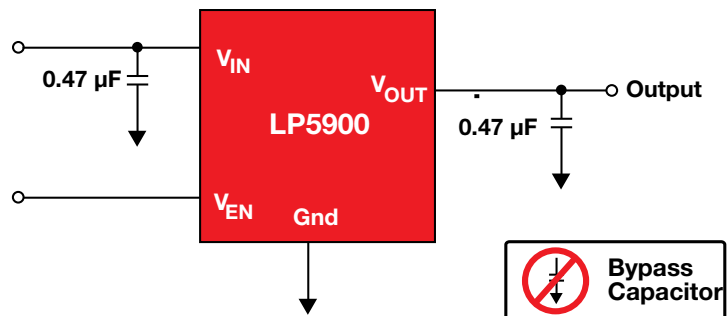 V_IN
0.47 µF
V_OUT
Output
LP5900
0.47 µF
V_EN
Gnd
Bypass
Capacitor